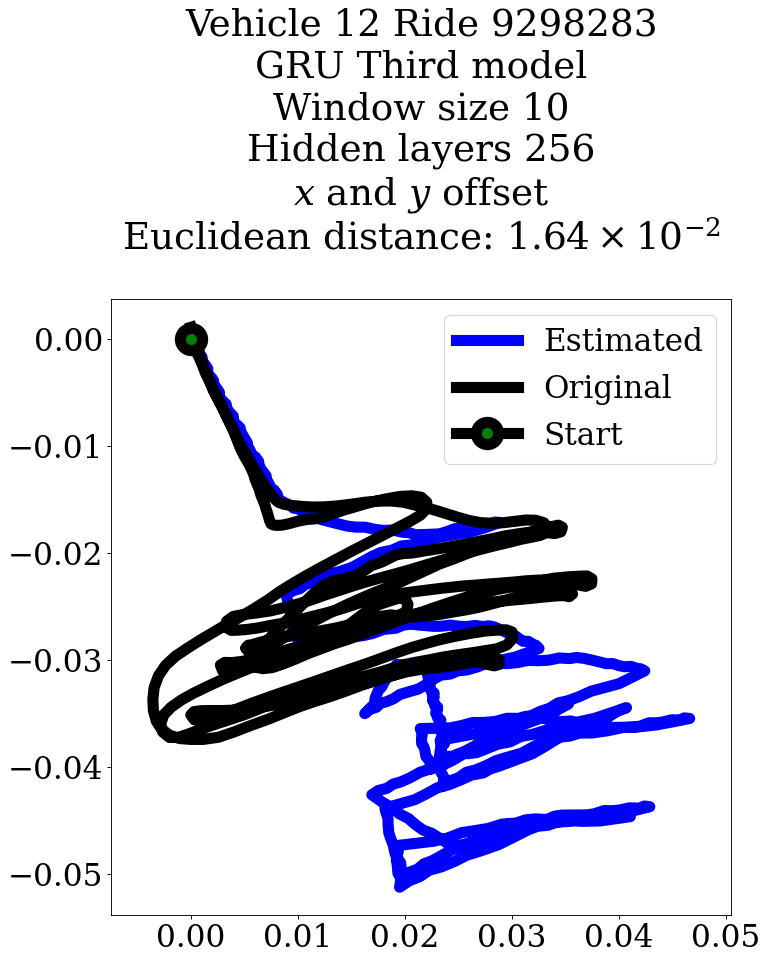 Vehicle 12 Ride 9298283
GRU Third model
Window size 10
Hidden layers 256
x and y offset
Euclidean distance: 1.64 × 10⁻²
Estimated
Original
Start
0.00
−0.01
−0.02
−0.03
−0.04
−0.05
0.00 0.01 0.02 0.03 0.04 0.05